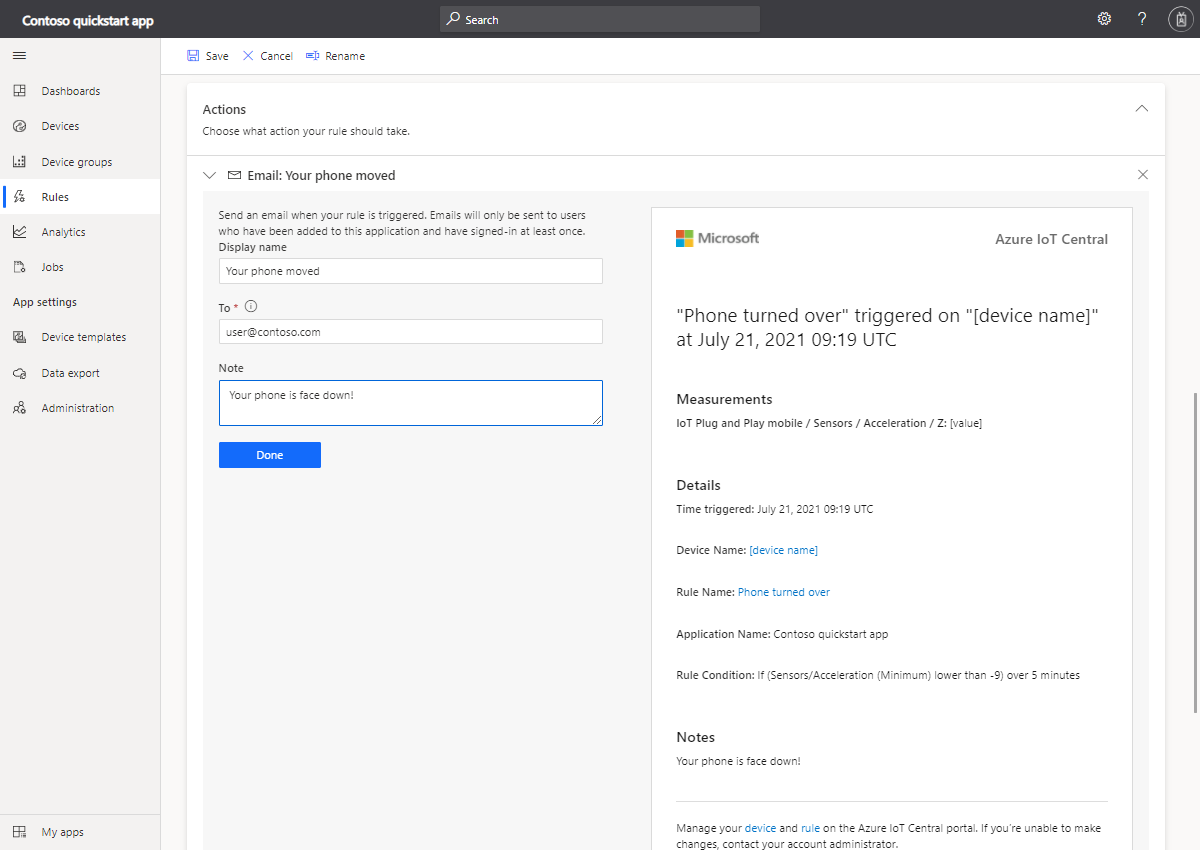 Contoso quickstart app
Search
?
Save
Cancel
Rename
Dashboards
Devices
Device groups
Rules
Analytics
Jobs
App settings
Device templates
Data export
Administration
My apps
Actions
Choose what action your rule should take.
Email: Your phone moved
Send an email when your rule is triggered. Emails will only be sent to users
who have been added to this application and have signed-in at least once.
Display name
Your phone moved
To *
user@contoso.com
Note
Your phone is face down!
Done
Microsoft
Azure IoT Central
"Phone turned over" triggered on "[device name]"
at July 21, 2021 09:19 UTC
Measurements
IoT Plug and Play mobile / Sensors / Acceleration / Z: [value]
Details
Time triggered: July 21, 2021 09:19 UTC
Device Name: [device name]
Rule Name: Phone turned over
Application Name: Contoso quickstart app
Rule Condition: If (Sensors/Acceleration (Minimum) lower than -9) over 5 minutes
Notes
Your phone is face down!
Manage your device and rule on the Azure IoT Central portal. If you're unable to make
changes, contact your account administrator.